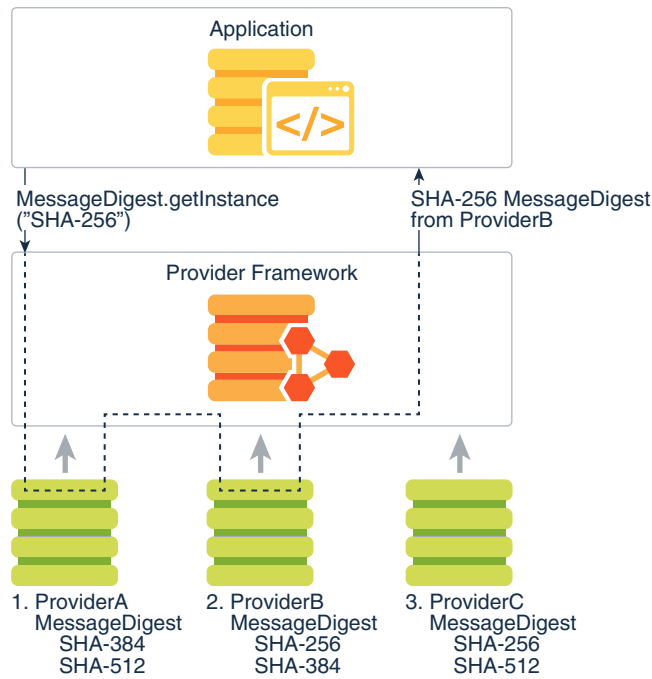 Application
</>
MessageDigest.getInstance
(”SHA-256”)
SHA-256 MessageDigest
from ProviderB
Provider Framework
1. ProviderA
MessageDigest
SHA-384
SHA-512
2. ProviderB
MessageDigest
SHA-256
SHA-384
3. ProviderC
MessageDigest
SHA-256
SHA-512